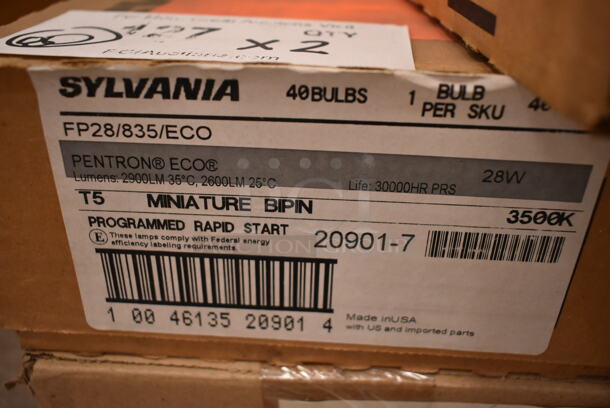 QTY
X 2
SYLVANIA 40BULBS 1 BULB PER SKU
FP28/835/ECO
PENTRON® ECO® 28W
Lumens: 2900LM 35°C, 2600LM 25°C Life: 30000HR PRS
T5 MINIATURE BIPIN 3500K
PROGRAMMED RAPID START 20901-7
E These lamps comply with Federal energy
efficiency labeling requirements.
1 00 46135 20901 4
Made in USA
with US and imported parts